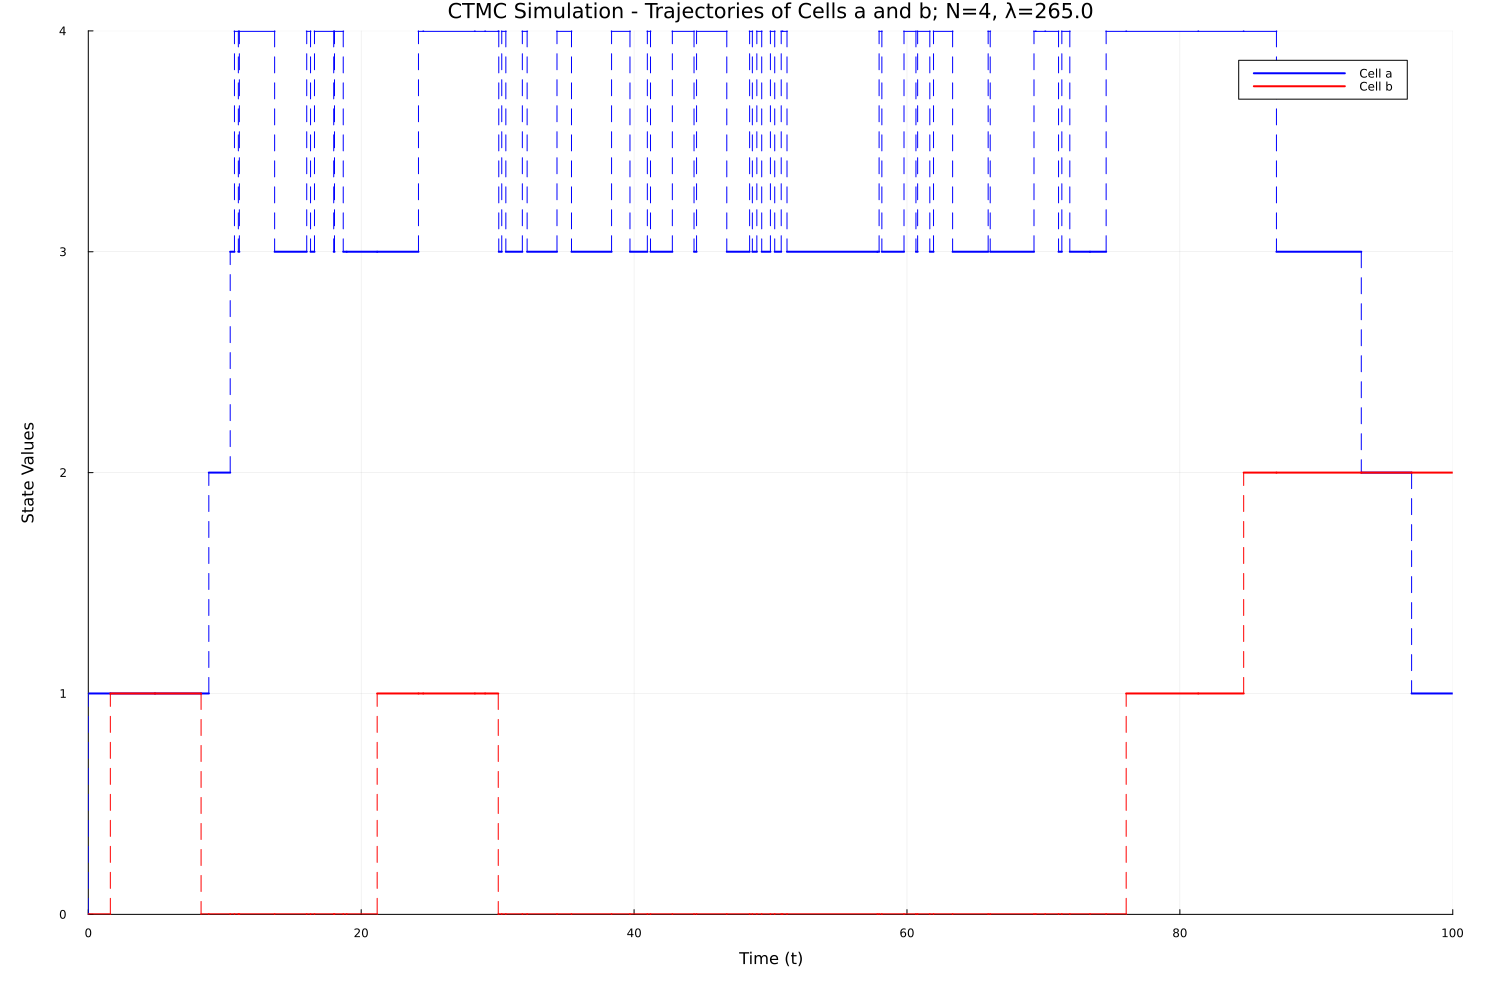 CTMC Simulation - Trajectories of Cells a and b; N=4, λ=265.0
4
Cell a
Cell b
3
State Values
2
1
0
0 20 40 60 80 100
Time (t)